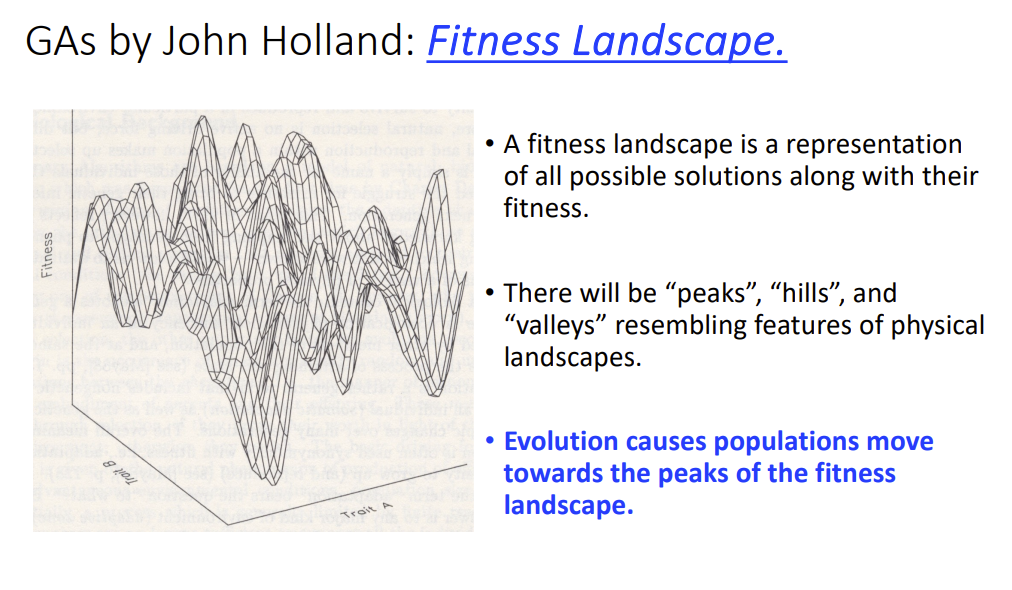 GAs by John Holland: Fitness Landscape.
Fitness
Trait B
Trait A
• A fitness landscape is a representation
of all possible solutions along with their
fitness.
• There will be “peaks”, “hills”, and
“valleys” resembling features of physical
landscapes.
• Evolution causes populations move
towards the peaks of the fitness
landscape.